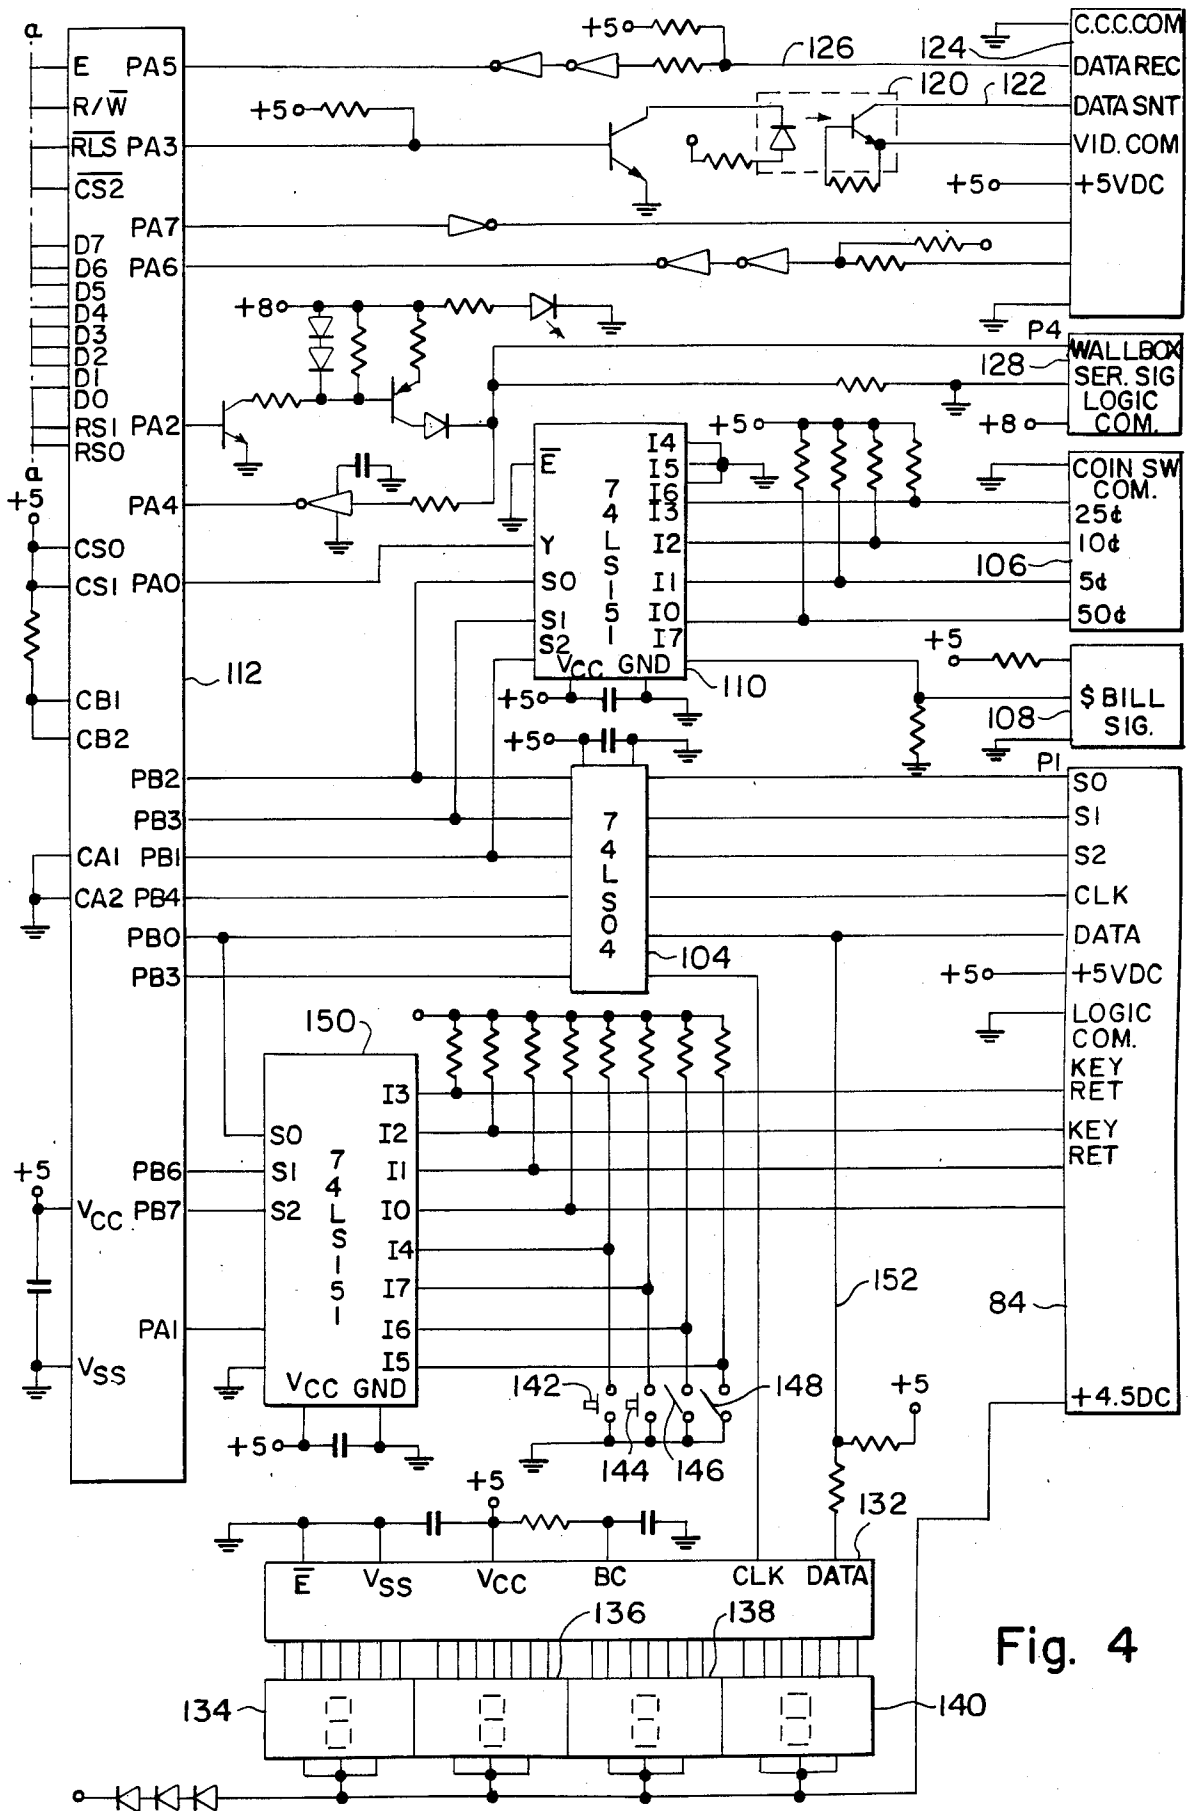 a
E PA5
R/W
RLS PA3
CS2
PA7
D7
D6 PA6
D5
D4
D3
D2
D1
D0
RS1 PA2
RS0
a
+5
PA4
CS0
CS1 PA0
112
CB1
CB2
PB2
PB3
CA1 PB1
CA2 PB4
PB0
PB3
+5
PB6
VCC PB7
PA1
VSS
+5
126
+5
120
122
+5
+8
124
C.C.C.COM
DATA REC
DATA SNT
VID. COM
+5VDC
P4
128
WALLBOX
SER. SIG
LOGIC
COM.
+8
+5
E
Y
S0
S1
S2
VCC GND
74LS151
I4
I5
I6
I3
I2
I1
I0
I7
110
+5
COIN SW
COM.
25¢
10¢
106
5¢
50¢
+5
108
$ BILL
SIG.
+5
74LS04
104
P1
S0
S1
S2
CLK
DATA
+5
+5VDC
LOGIC
COM.
KEY
RET
KEY
RET
84
+4.5DC
150
S0
S1
S2
74LS151
I3
I2
I1
I0
I4
I7
I6
I5
VCC GND
+5
142
144
146
148
152
+5
+5
132
E VSS VCC BC CLK DATA
136
138
134
140
Fig. 4